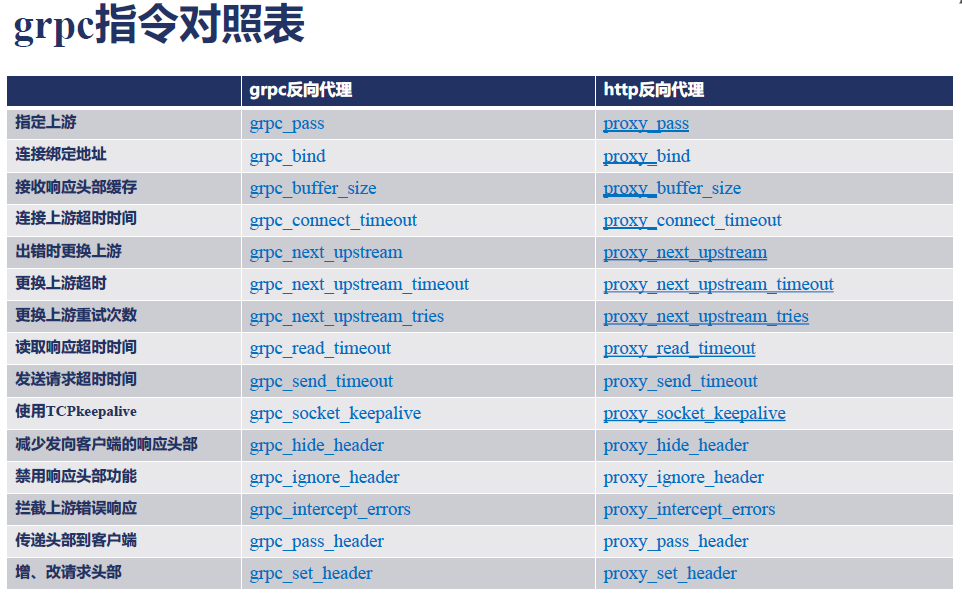 grpc指令对照表
grpc反向代理 http反向代理
指定上游 grpc_pass proxy_pass
连接绑定地址 grpc_bind proxy_bind
接收响应头部缓存 grpc_buffer_size proxy_buffer_size
连接上游超时时间 grpc_connect_timeout proxy_connect_timeout
出错时更换上游 grpc_next_upstream proxy_next_upstream
更换上游超时 grpc_next_upstream_timeout proxy_next_upstream_timeout
更换上游重试次数 grpc_next_upstream_tries proxy_next_upstream_tries
读取响应超时时间 grpc_read_timeout proxy_read_timeout
发送请求超时时间 grpc_send_timeout proxy_send_timeout
使用TCPkeepalive grpc_socket_keepalive proxy_socket_keepalive
减少发向客户端的响应头部 grpc_hide_header proxy_hide_header
禁用响应头部功能 grpc_ignore_header proxy_ignore_header
拦截上游错误响应 grpc_intercept_errors proxy_intercept_errors
传递头部到客户端 grpc_pass_header proxy_pass_header
增、改请求头部 grpc_set_header proxy_set_header